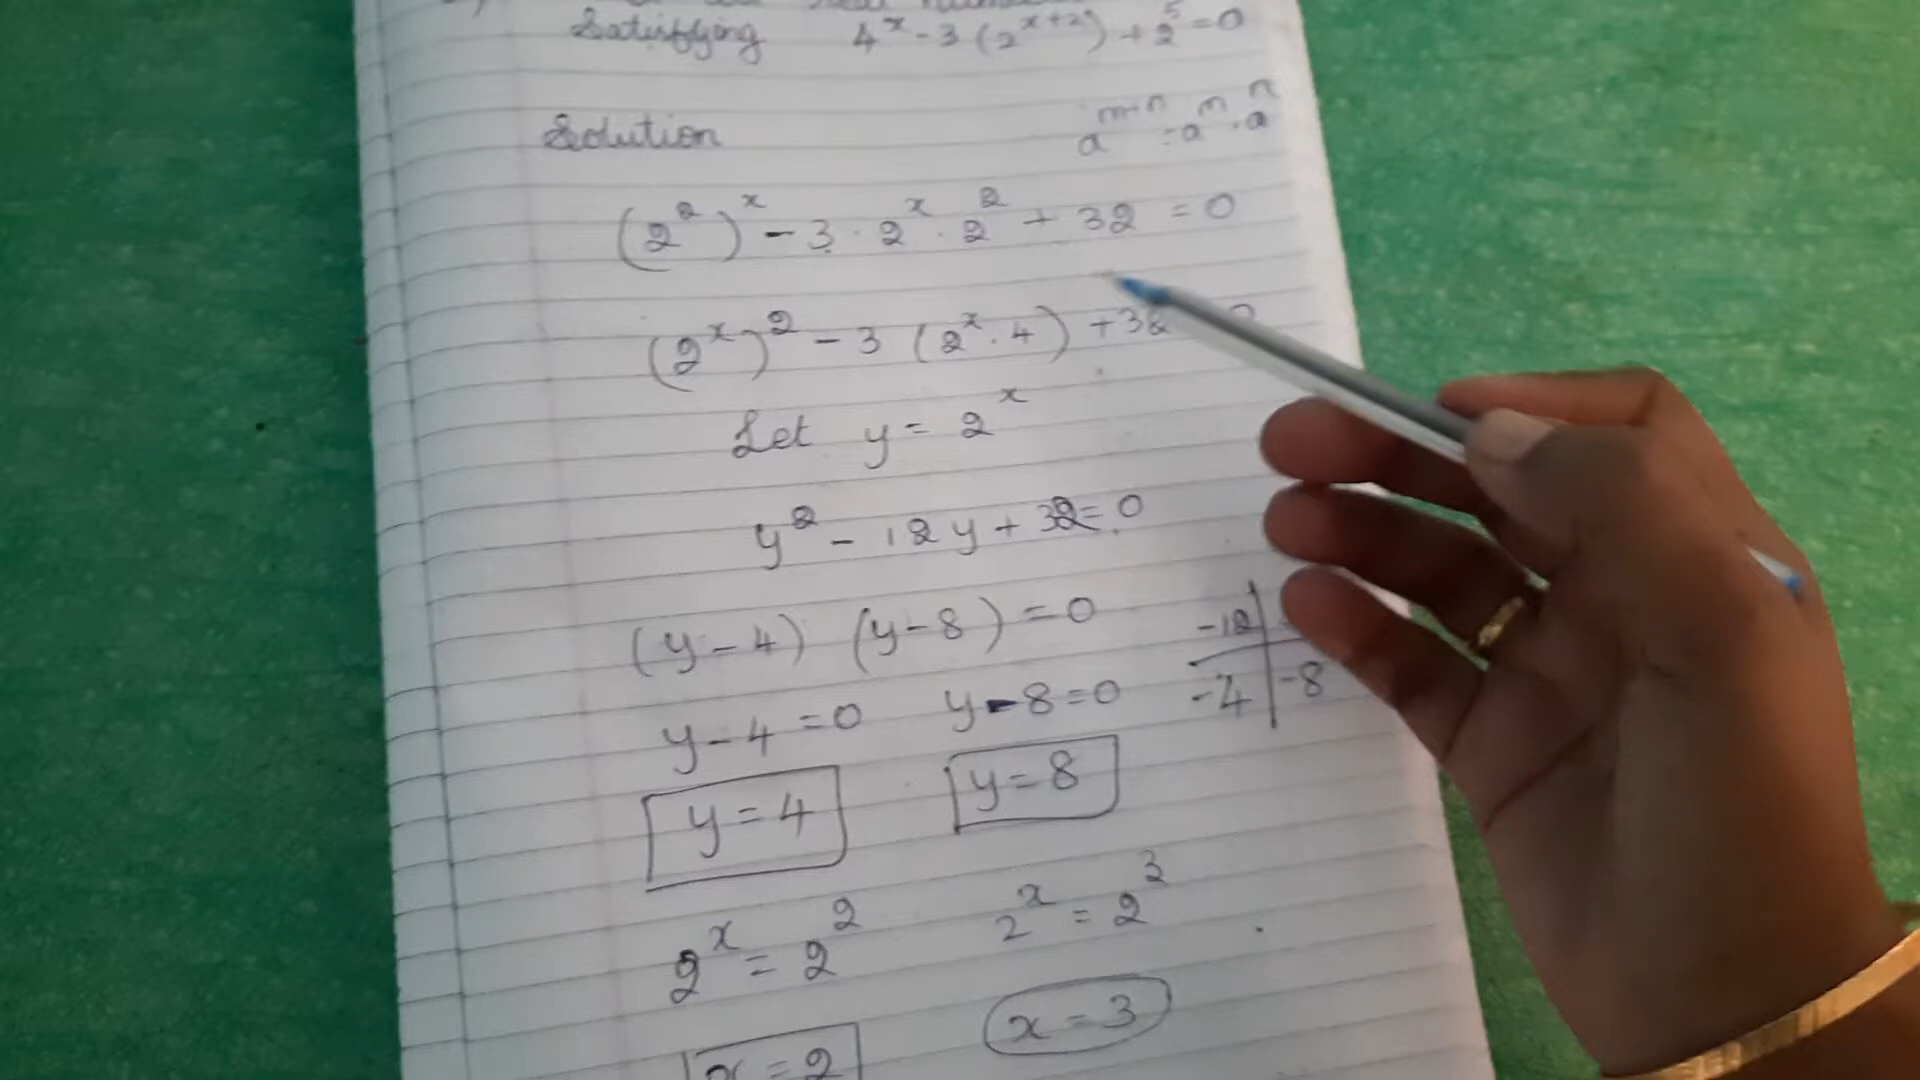 Satisfying 4^x - 3 (2^{x+2}) + 2^5 = 0
Solution a^{m+n} = a^m . a^n
(2^2)^x - 3 . 2^x . 2^2 + 32 = 0
(2^x)^2 - 3 (2^x . 4) + 32
Let y = 2^x
y^2 - 12y + 32 = 0
(y - 4) (y - 8) = 0
-12
y - 4 = 0 y - 8 = 0
-4 -8
y = 4 y = 8
2^x = 2^2 2^x = 2^3
x = 2 x = 3